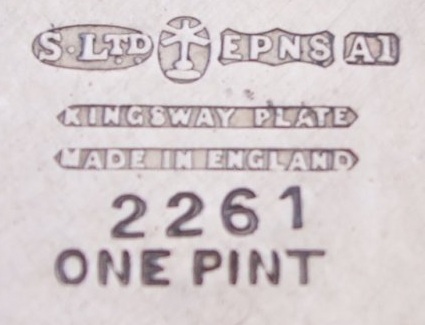 S·LTD EPNS A1
KINGSWAY PLATE
MADE IN ENGLAND
2261
ONE PINT